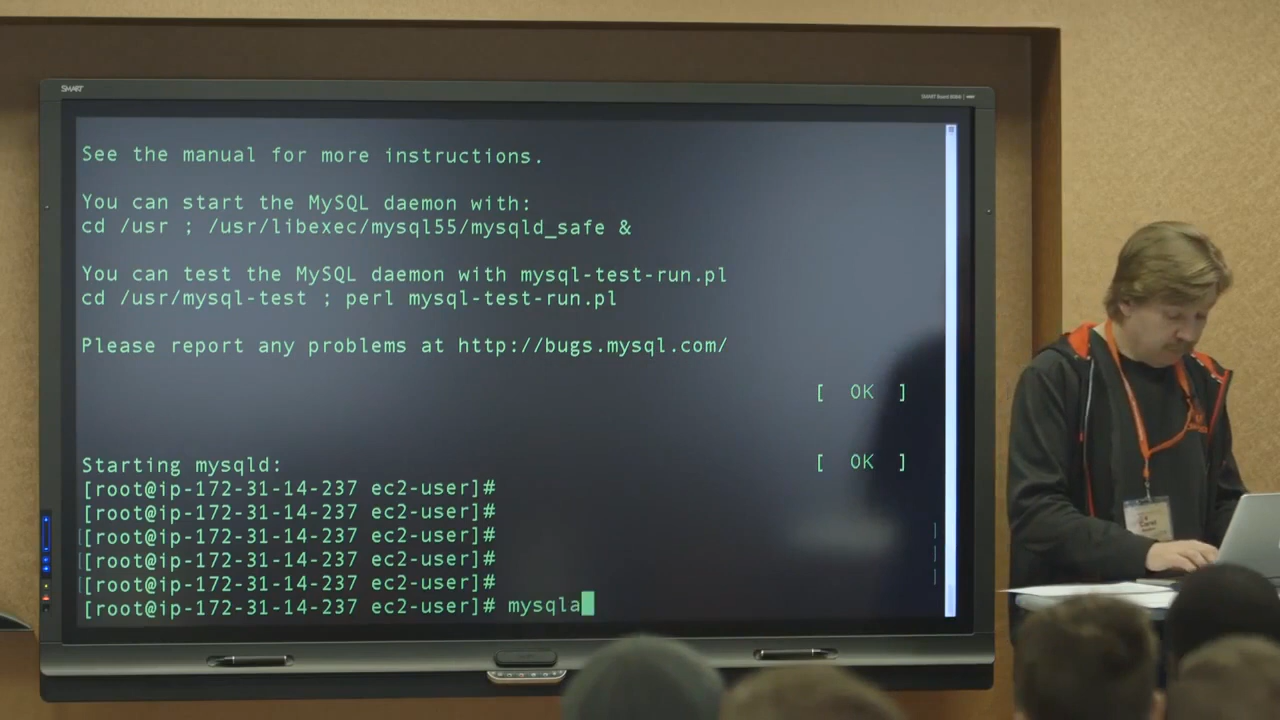 SMART
See the manual for more instructions.
You can start the MySQL daemon with:
cd /usr ; /usr/libexec/mysql55/mysqld_safe &
You can test the MySQL daemon with mysql-test-run.pl
cd /usr/mysql-test ; perl mysql-test-run.pl
Please report any problems at http://bugs.mysql.com/
[ OK ]
Starting mysqld: [ OK ]
[root@ip-172-31-14-237 ec2-user]#
[root@ip-172-31-14-237 ec2-user]#
[root@ip-172-31-14-237 ec2-user]#
[root@ip-172-31-14-237 ec2-user]#
[root@ip-172-31-14-237 ec2-user]#
[root@ip-172-31-14-237 ec2-user]# mysqla